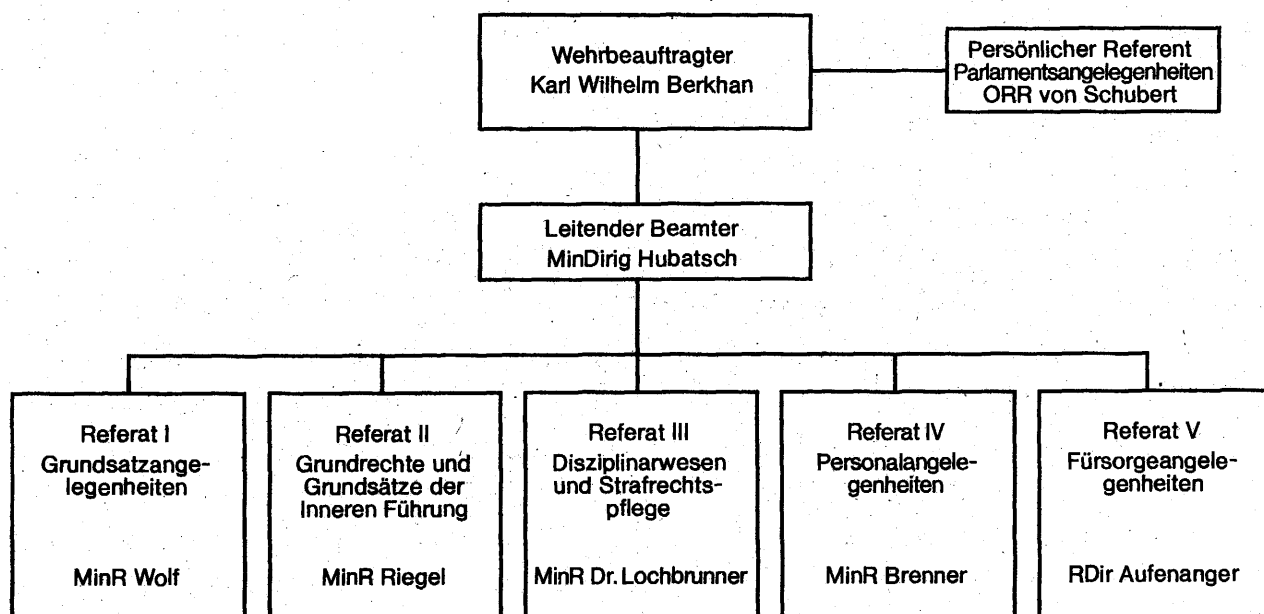 Wehrbeauftragter
Karl Wilhelm Berkhan
Persönlicher Referent
Parlamentsangelegenheiten
ORR von Schubert
Leitender Beamter
MinDirig Hubatsch
Referat I
Grundsatzange-
legenheiten
MinR Wolf
Referat II
Grundrechte und
Grundsätze der
Inneren Führung
MinR Riegel
Referat III
Disziplinarwesen
und Strafrechts-
pflege
MinR Dr. Lochbrunner
Referat IV
Personalangele-
genheiten
MinR Brenner
Referat V
Fürsorgeangele-
genheiten
RDir Aufenanger